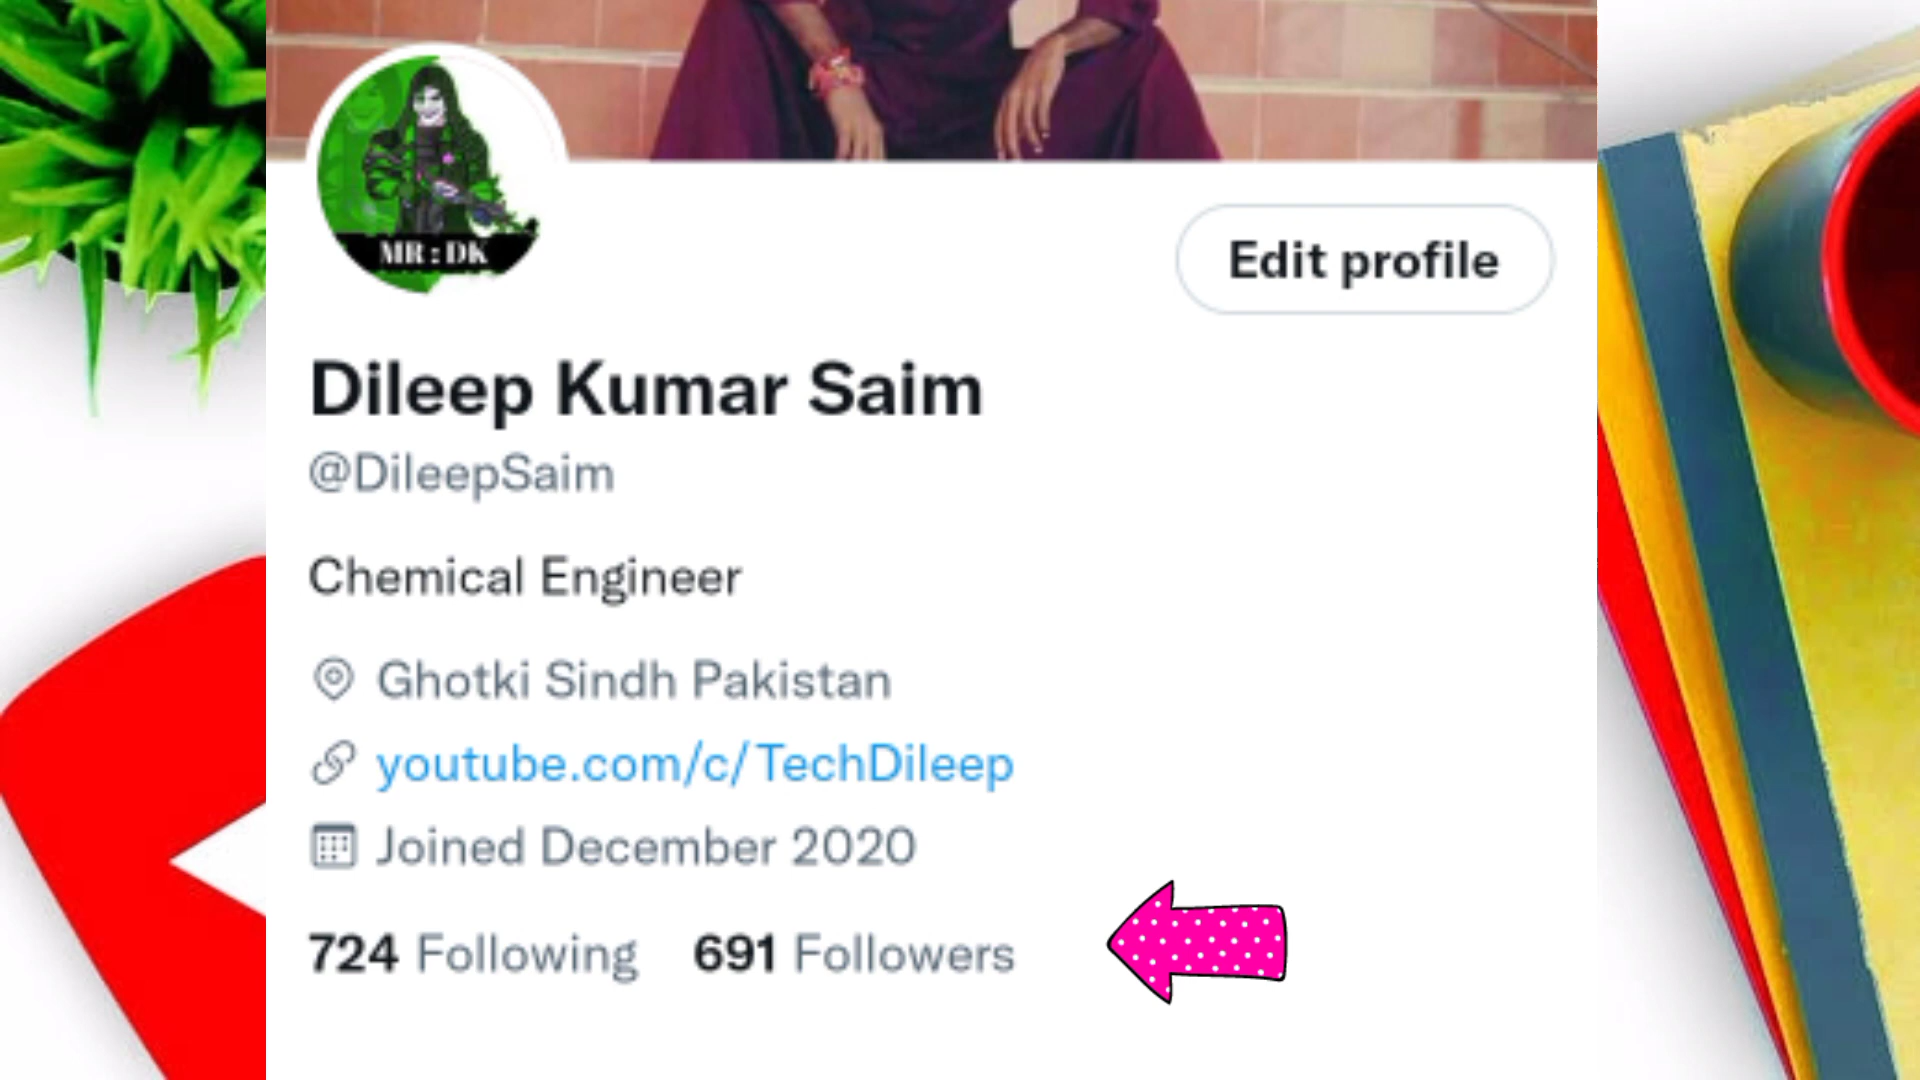 MR : DK
Edit profile
Dileep Kumar Saim
@DileepSaim
Chemical Engineer
Ghotki Sindh Pakistan
youtube.com/c/TechDileep
Joined December 2020
724 Following 691 Followers